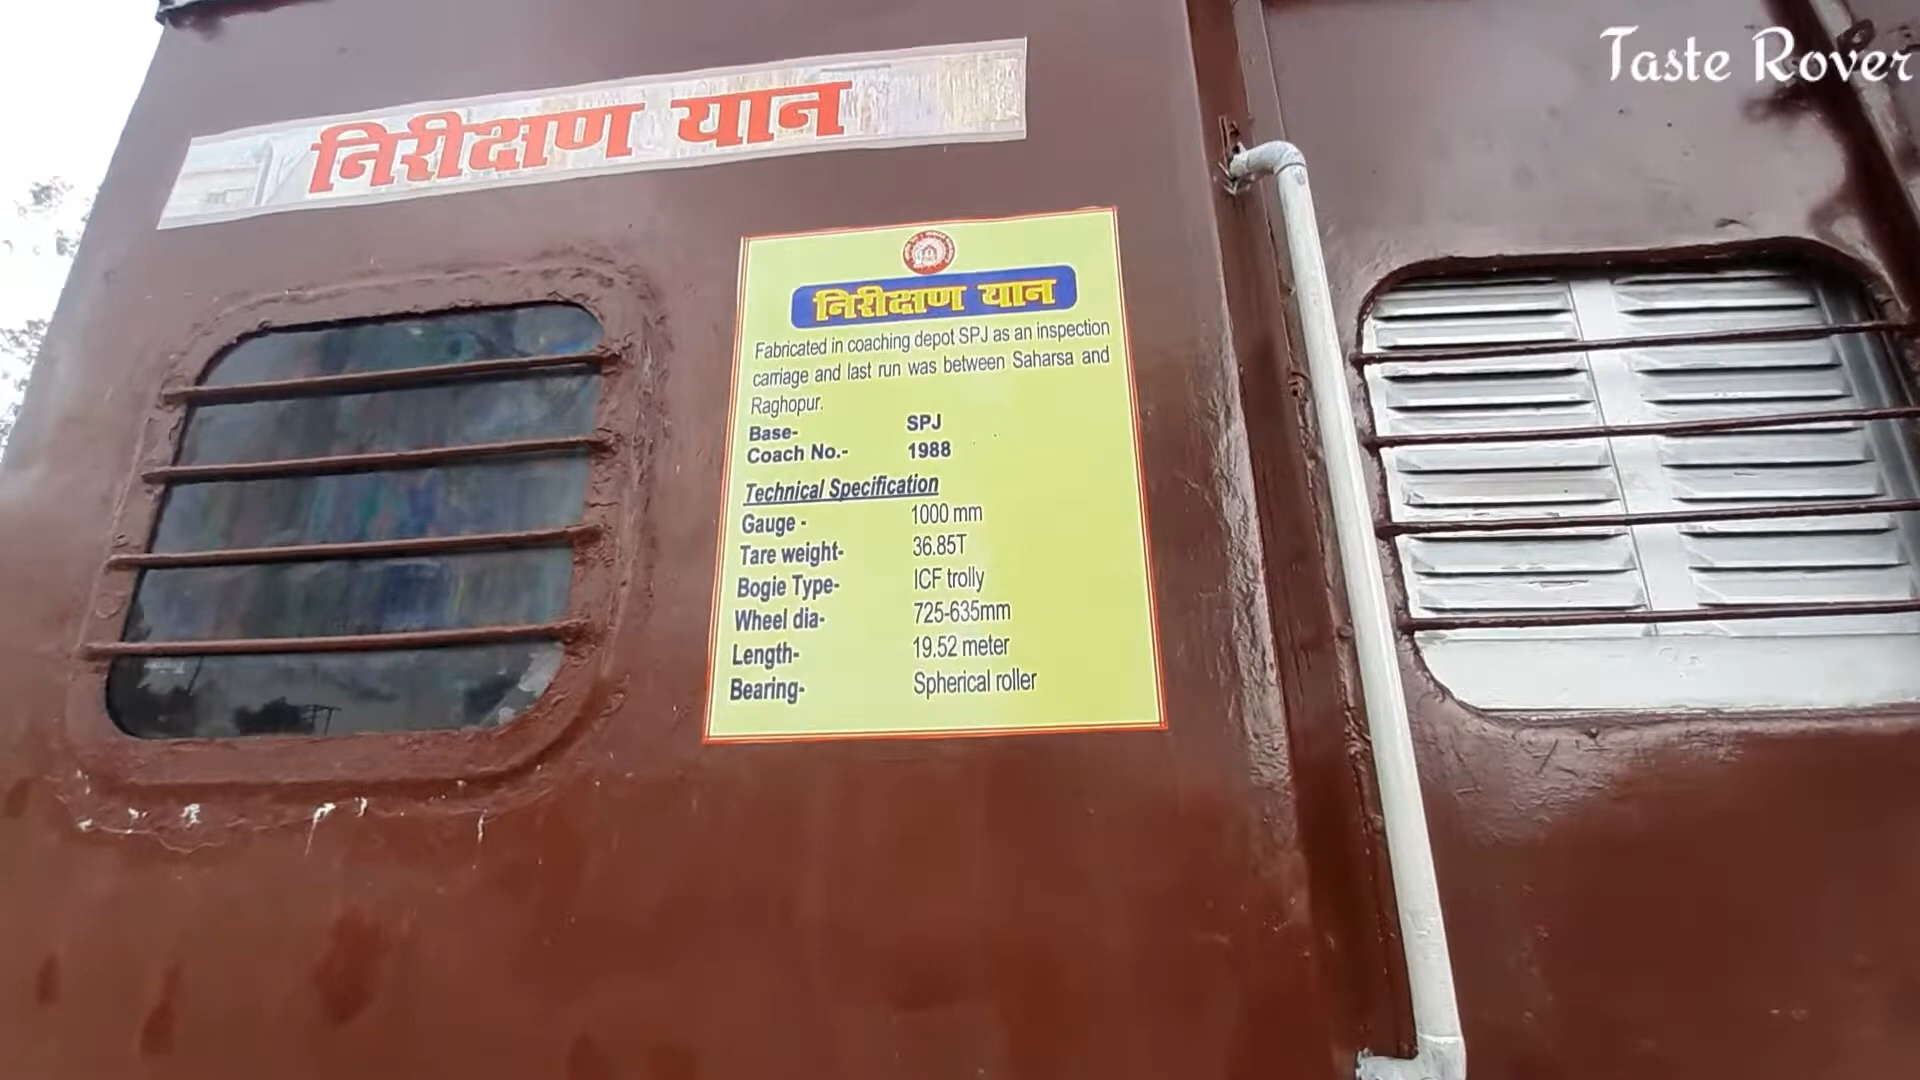 Taste Rover
निरीक्षण यान
निरीक्षण यान
Fabricated in coaching depot SPJ as an inspection
carriage and last run was between Saharsa and
Raghopur.
Base- SPJ
Coach No.- 1988
Technical Specification
Gauge - 1000 mm
Tare weight- 36.85T
Bogie Type- ICF trolly
Wheel dia- 725-635mm
Length- 19.52 meter
Bearing- Spherical roller